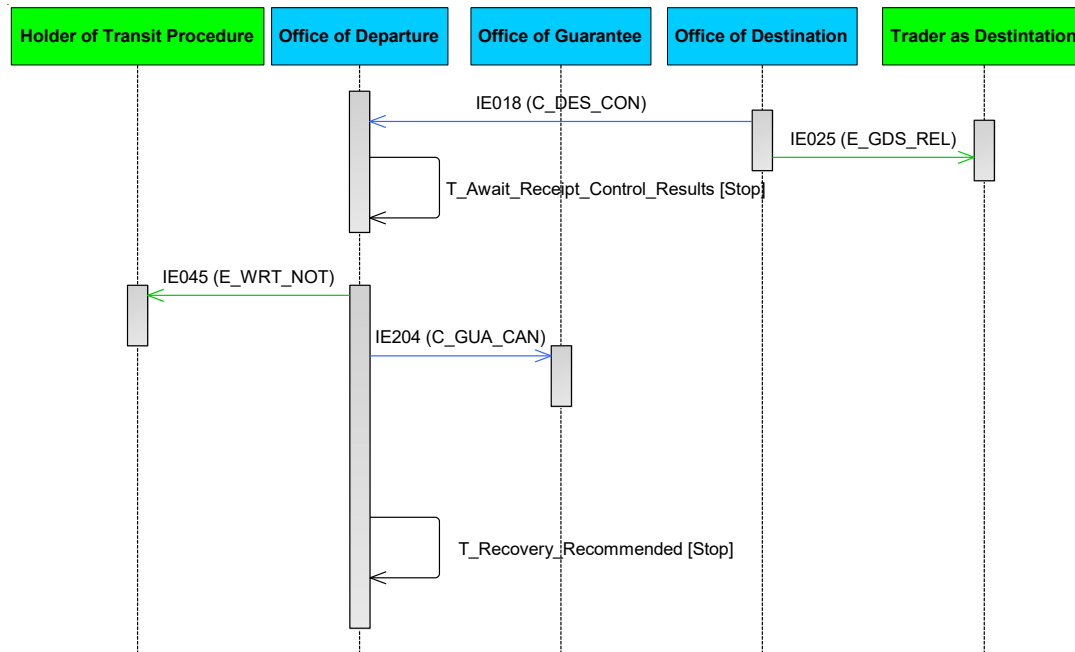 Holder of Transit Procedure
Office of Departure
Office of Guarantee
Office of Destination
Trader as Destintation
IE018 (C_DES_CON)
IE025 (E_GDS_REL)
T_Await_Receipt_Control_Results [Stop]
IE045 (E_WRT_NOT)
IE204 (C_GUA_CAN)
T_Recovery_Recommended [Stop]